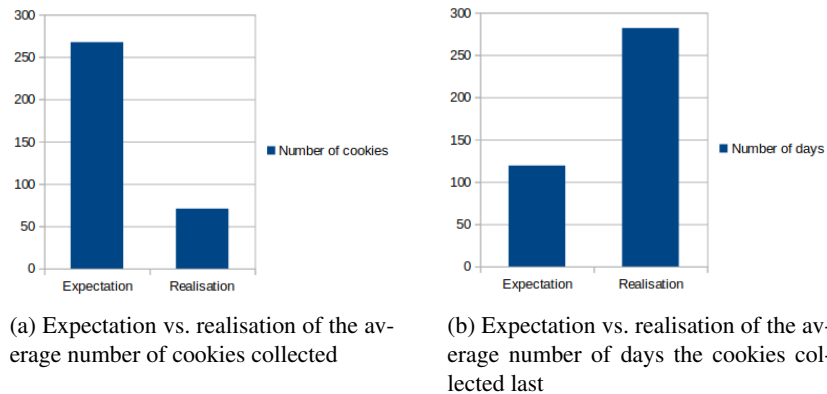 300
250
200
150
100
50
0
Expectation
Realisation
Number of cookies
(a) Expectation vs. realisation of the av-
erage number of cookies collected
300
250
200
150
100
50
0
Expectation
Realisation
Number of days
(b) Expectation vs. realisation of the av-
erage number of days the cookies col-
lected last